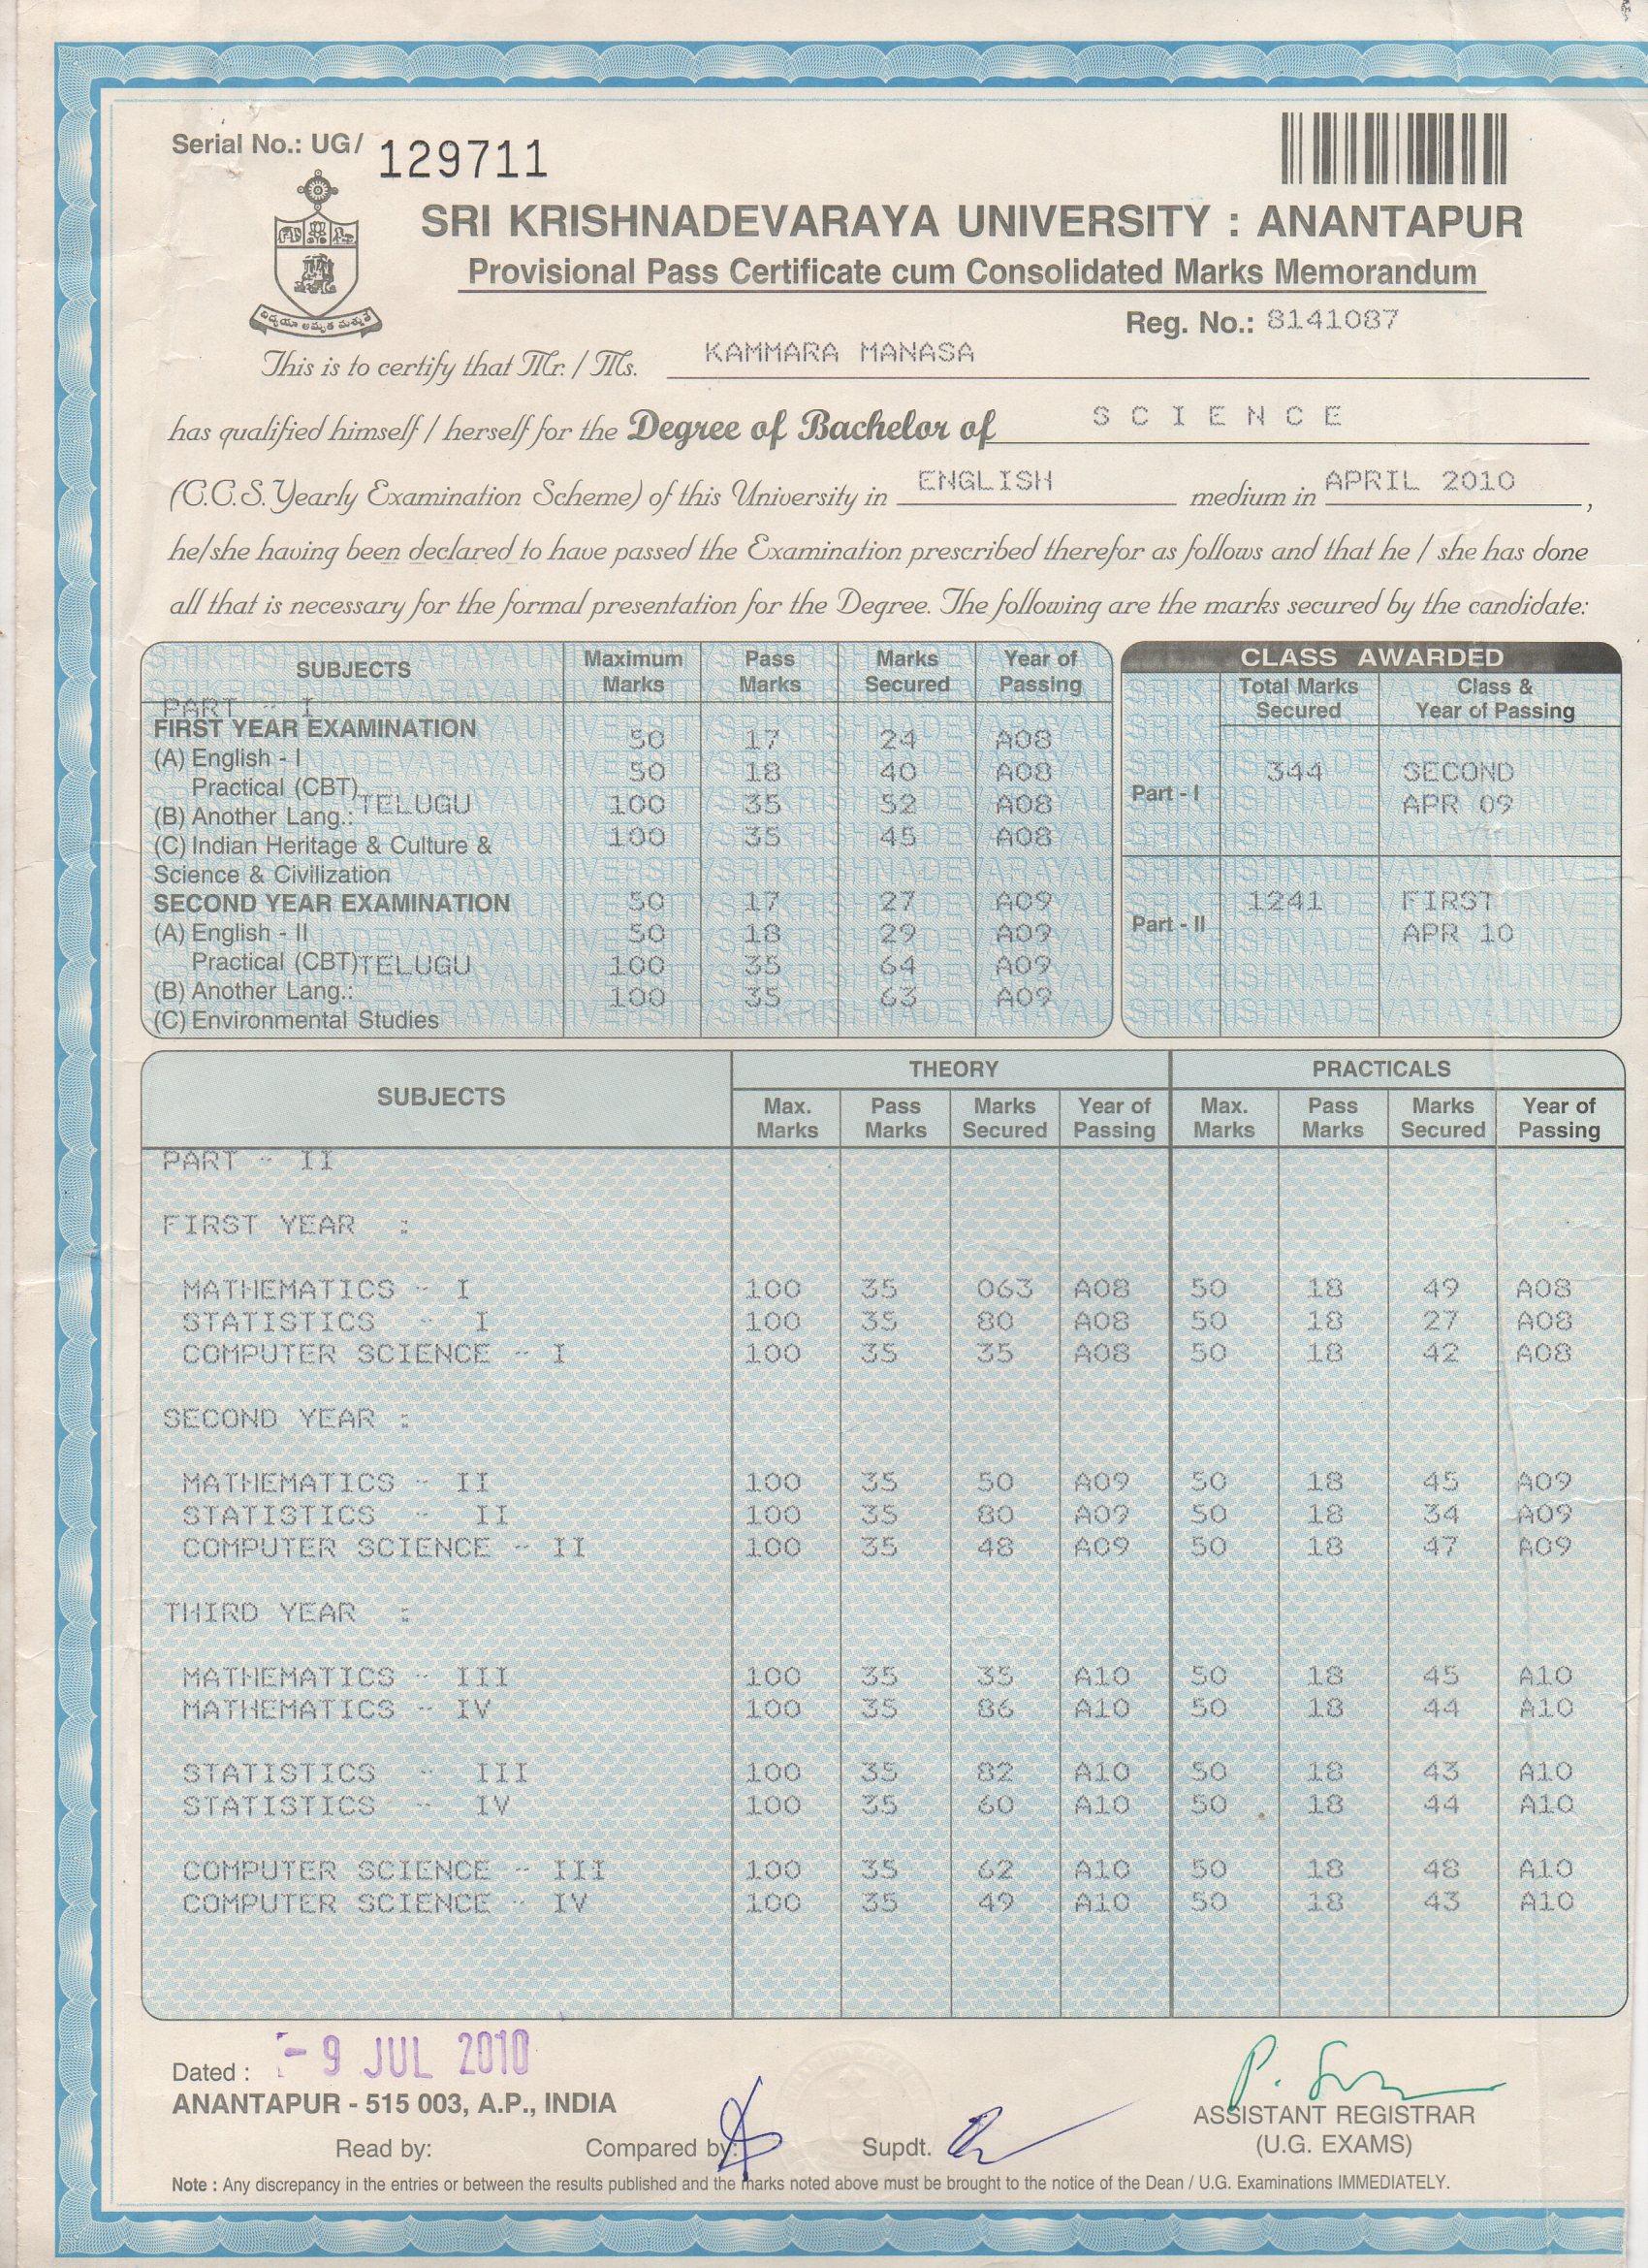 Serial No.: UG/ 129711
SRI KRISHNADEVARAYA UNIVERSITY : ANANTAPUR
Provisional Pass Certificate cum Consolidated Marks Memorandum
Reg. No.: 8141087
This is to certify that Mr. / Ms. KAMMARA MANASA
has qualified himself / herself for the Degree of Bachelor of S C I E N C E
(C.C.S. Yearly Examination Scheme) of this University in ENGLISH medium in APRIL 2010,
he/she having been declared to have passed the Examination prescribed therefor as follows and that he / she has done
all that is necessary for the formal presentation for the Degree. The following are the marks secured by the candidate:
SUBJECTS Maximum Marks Pass Marks Marks Secured Year of Passing
PART - I
FIRST YEAR EXAMINATION 50 17 24 A08
(A) English - I 50 18 40 A08
Practical (CBT) TELUGU 100 35 52 A08
(B) Another Lang.: 100 35 45 A08
(C) Indian Heritage & Culture &
Science & Civilization
SECOND YEAR EXAMINATION 50 17 27 A09
(A) English - II 50 18 29 A09
Practical (CBT) TELUGU 100 35 64 A09
(B) Another Lang.: 100 35 63 A09
(C) Environmental Studies
CLASS AWARDED
Total Marks Secured Class & Year of Passing
Part - I 344 SECOND APR 09
Part - II 1241 FIRST APR 10
SUBJECTS THEORY PRACTICALS
Max. Marks Pass Marks Marks Secured Year of Passing Max. Marks Pass Marks Marks Secured Year of Passing
PART - II
FIRST YEAR :
MATHEMATICS - I 100 35 063 A08 50 18 49 A08
STATISTICS - I 100 35 80 A08 50 18 27 A08
COMPUTER SCIENCE - I 100 35 35 A08 50 18 42 A08
SECOND YEAR :
MATHEMATICS - II 100 35 50 A09 50 18 45 A09
STATISTICS - II 100 35 80 A09 50 18 34 A09
COMPUTER SCIENCE - II 100 35 48 A09 50 18 47 A09
THIRD YEAR :
MATHEMATICS - III 100 35 35 A10 50 18 45 A10
MATHEMATICS - IV 100 35 86 A10 50 18 44 A10
STATISTICS - III 100 35 82 A10 50 18 43 A10
STATISTICS - IV 100 35 60 A10 50 18 44 A10
COMPUTER SCIENCE - III 100 35 62 A10 50 18 48 A10
COMPUTER SCIENCE - IV 100 35 49 A10 50 18 43 A10
Dated : - 9 JUL 2010
ANANTAPUR - 515 003, A.P., INDIA
ASSISTANT REGISTRAR
(U.G. EXAMS)
Read by: Compared by: Supdt.
Note : Any discrepancy in the entries or between the results published and the marks noted above must be brought to the notice of the Dean / U.G. Examinations IMMEDIATELY.